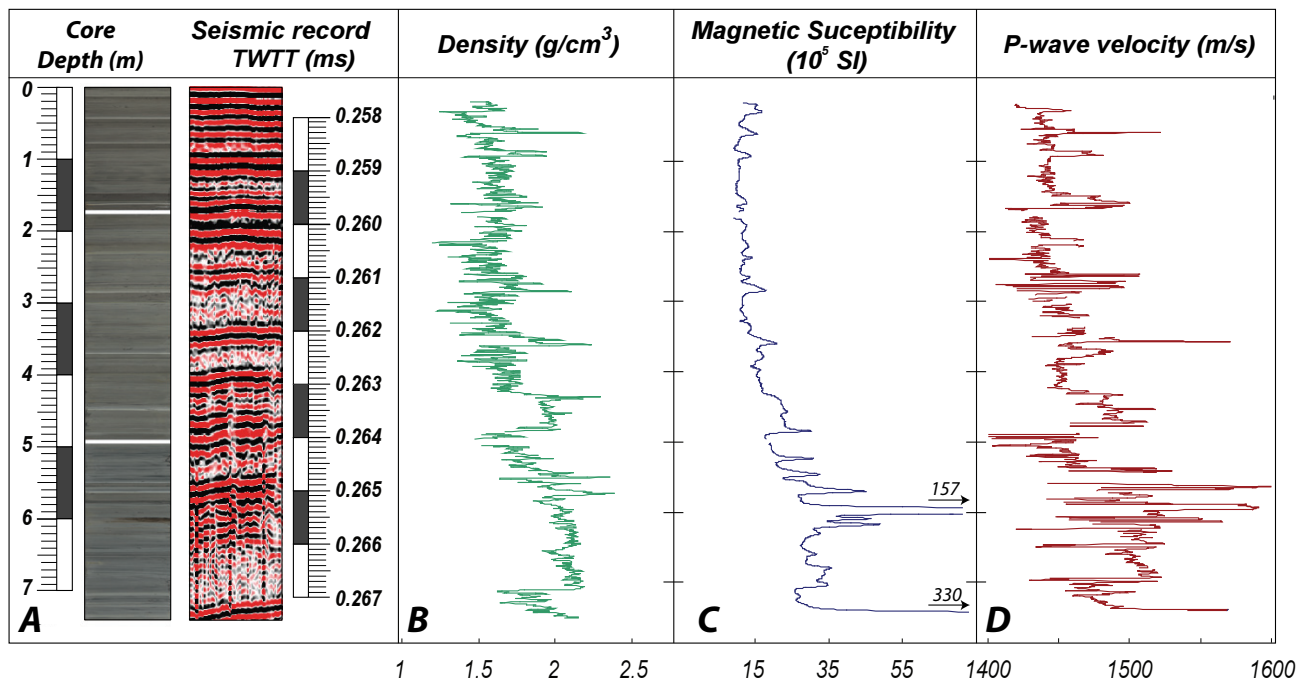 Core
Depth (m)
Seismic record
TWTT (ms)
Density (g/cm³)
Magnetic Suceptibility
(10⁵ SI)
P-wave velocity (m/s)
0
1
2
3
4
5
6
7
0.258
0.259
0.260
0.261
0.262
0.263
0.264
0.265
0.266
0.267
157
330
A
B
C
D
1 1.5 2 2.5
15 35 55
1400 1500 1600